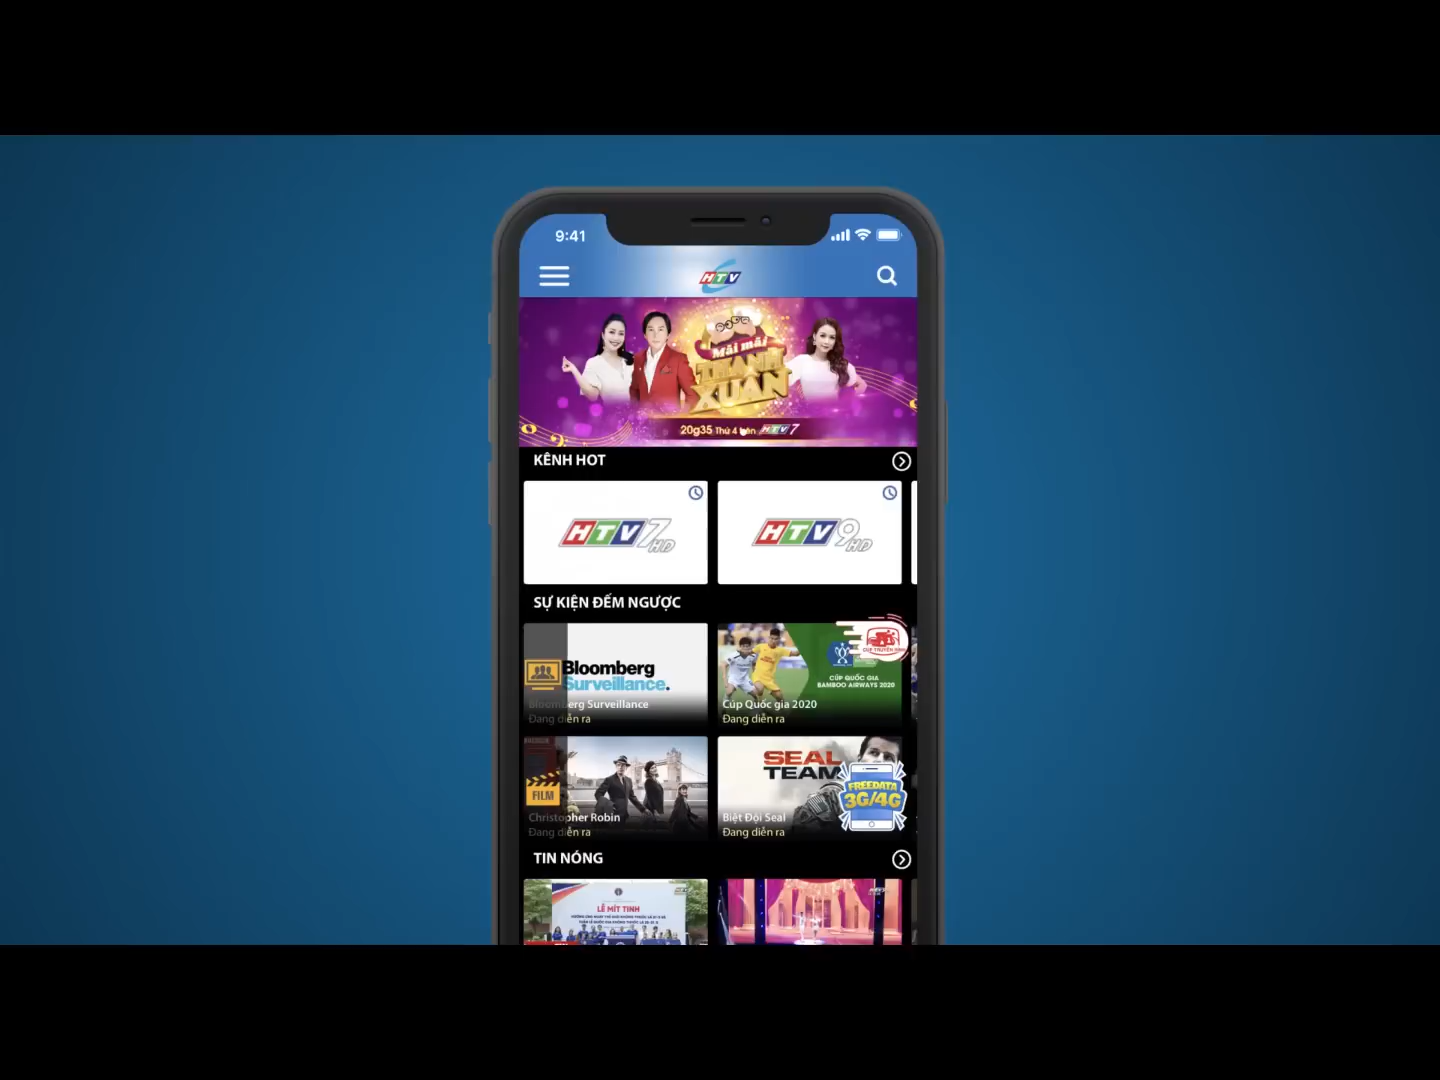 9:41
HTV
Mãi mãi
THANH
XUÂN
20g35 Thứ 4 trên HTV7
KÊNH HOT
HTV7 HD
HTV9 HD
SỰ KIỆN ĐẾM NGƯỢC
Bloomberg
Surveillance.
Bloomberg Surveillance
Đang diễn ra
CÚP TRUYỀN HÌNH
CÚP QUỐC GIA
BAMBOO AIRWAYS 2020
Cúp Quốc gia 2020
Đang diễn ra
FILM
Christopher Robin
Đang diễn ra
SEAL
TEAM
FREEDATA
3G/4G
Biệt Đội Seal
Đang diễn ra
TIN NÓNG
LỄ MÍT TINH